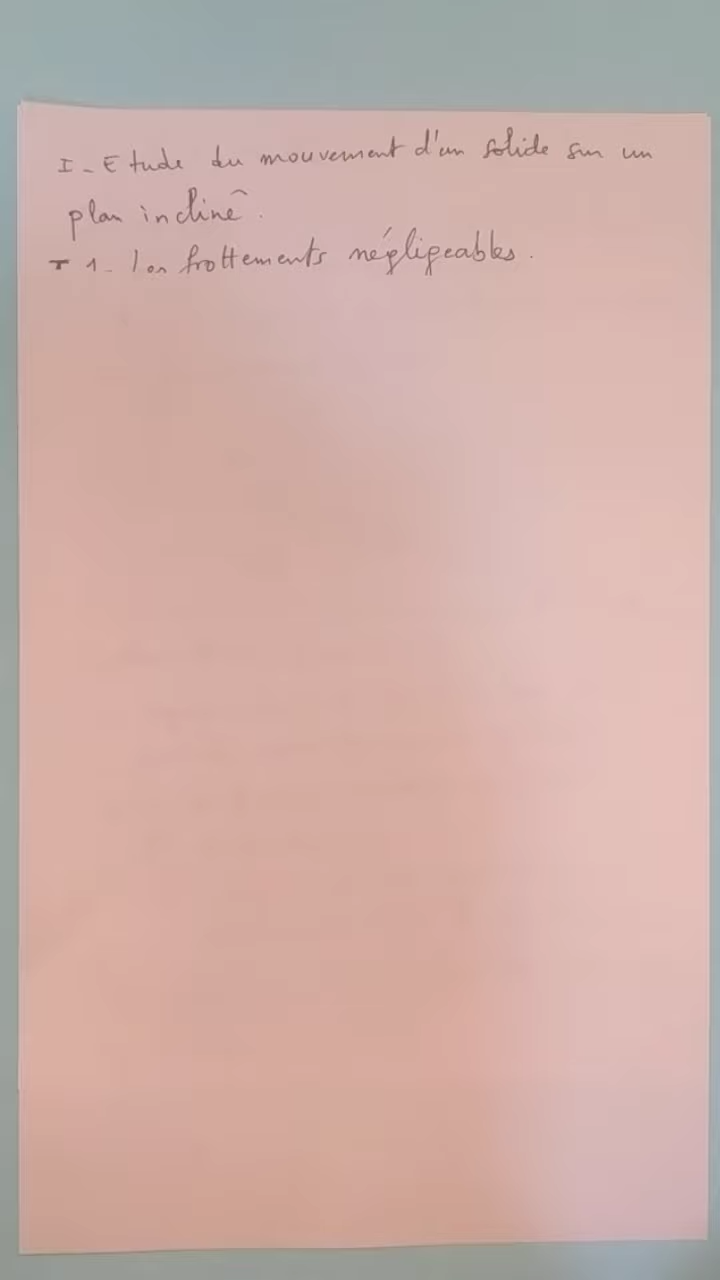 I - Etude du mouvement d'un solide sur un
plan incliné.
I 1 - les frottements négligeables.